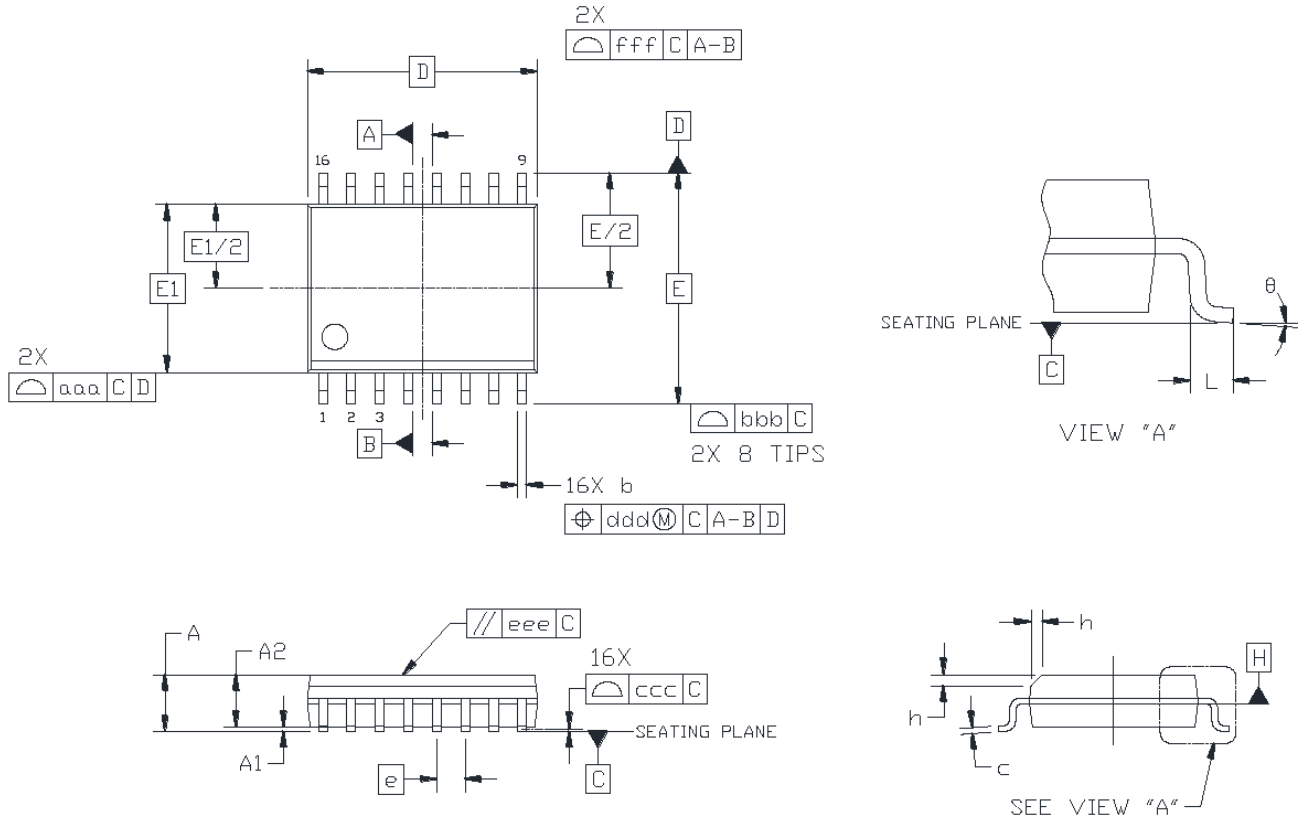 2X
⌓ fff C A-B
D
A
D
16 9
E1/2
E/2
E1
E
2X
⌓ aaa C D
1 2 3
B
⌓ bbb C
2X 8 TIPS
16X b
⌖ ddd Ⓜ C A-B D
θ
SEATING PLANE
C
L
VIEW "A"
A
A2
// eee C
16X
⌓ ccc C
SEATING PLANE
A1
e
C
h
H
h
c
SEE VIEW "A"